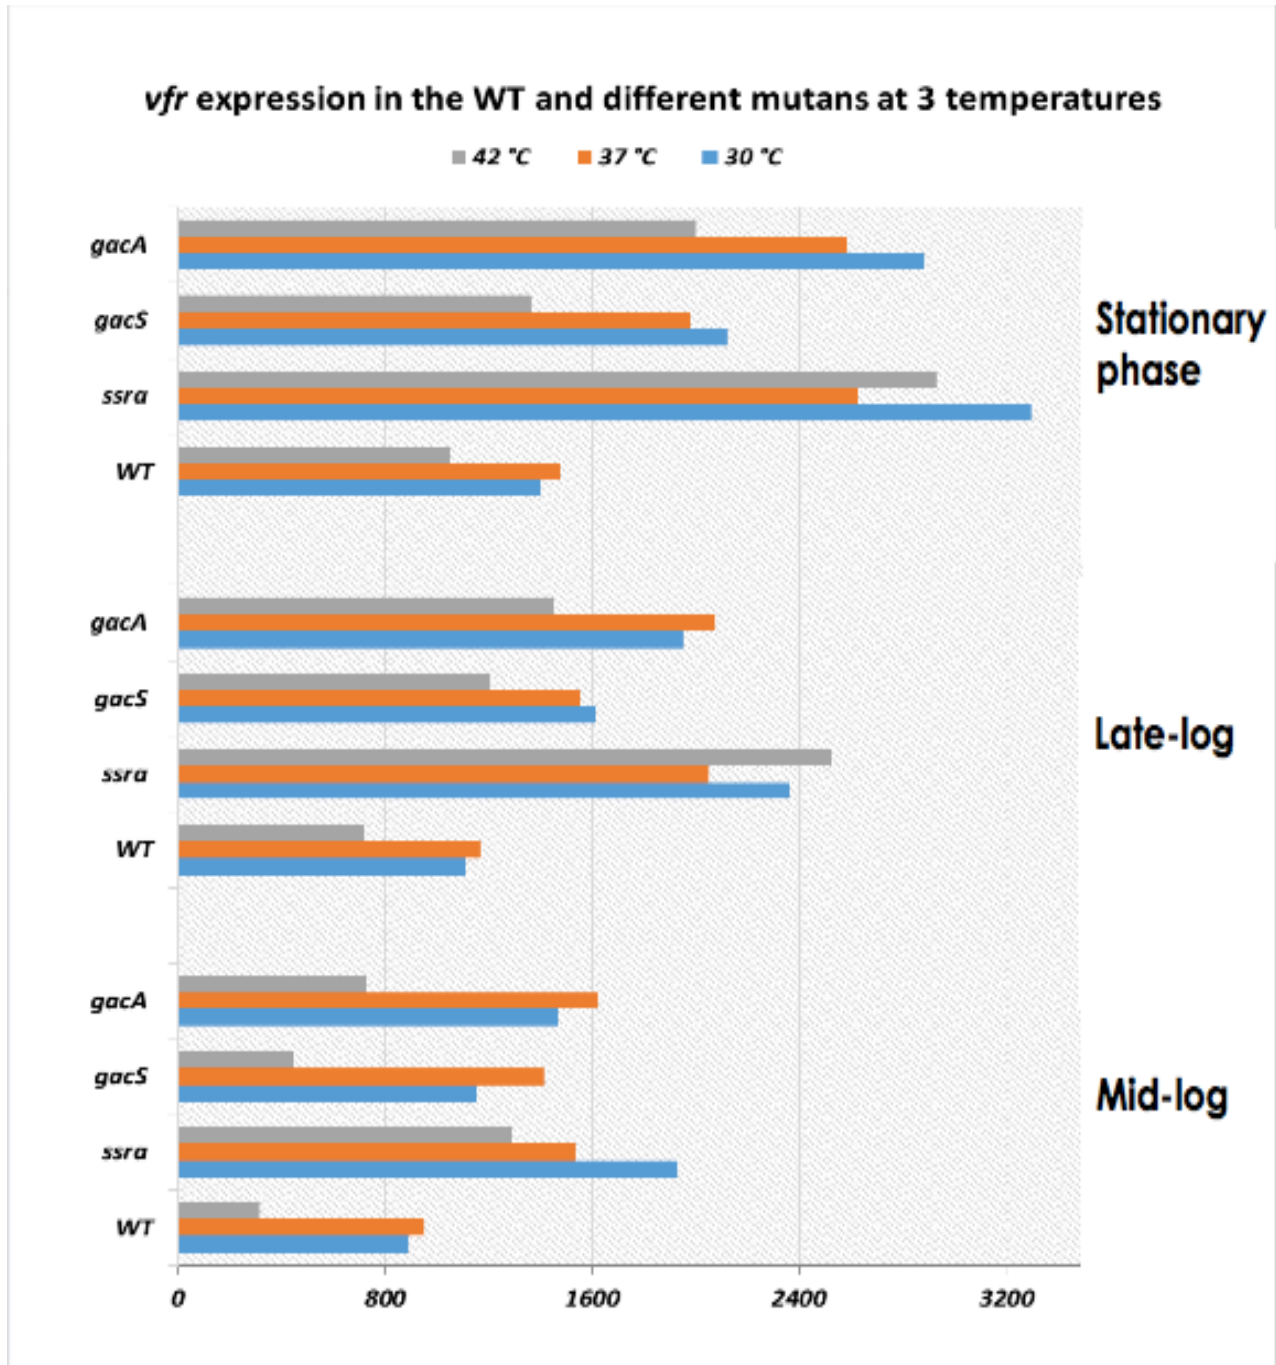 vfr expression in the WT and different mutans at 3 temperatures
42 °C 37 °C 30 °C
gacA
gacS
ssra
WT
Stationary
phase
gacA
gacS
ssra
WT
Late-log
gacA
gacS
ssra
WT
Mid-log
0 800 1600 2400 3200